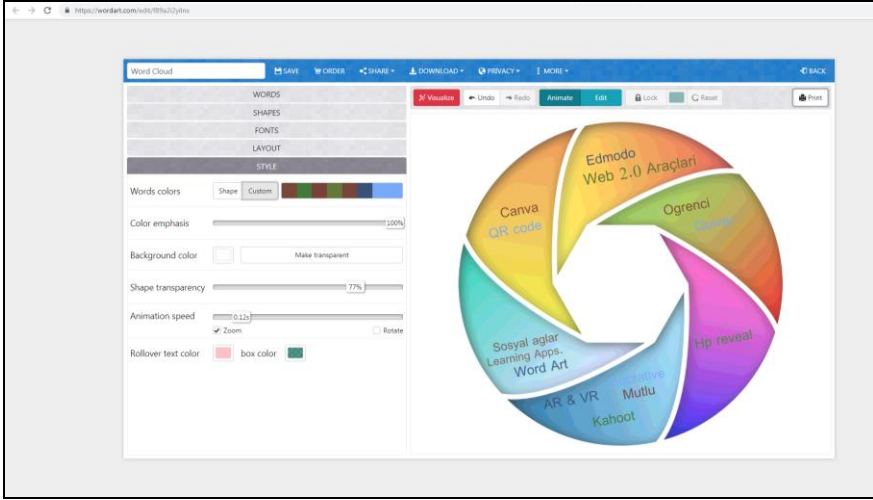 https://wordart.com/edit/f89a2i2yitns
Word Cloud
SAVE
ORDER
SHARE
DOWNLOAD
PRIVACY
MORE
BACK
WORDS
SHAPES
FONTS
LAYOUT
STYLE
Words colors
Shape
Custom
Color emphasis
100%
Background color
Make transparent
Shape transparency
77%
Animation speed
0.12s
Zoom
Rotate
Rollover text color
box color
Visualize
Undo
Redo
Animate
Edit
Lock
Reset
Print
Edmodo
Web 2.0 Araçlari
Canva
QR code
Ogrenci
Quiver
Sosyal aglar
Learning Apps.
Word Art
Hp reveal
AR & VR
Mutlu
Kahoot